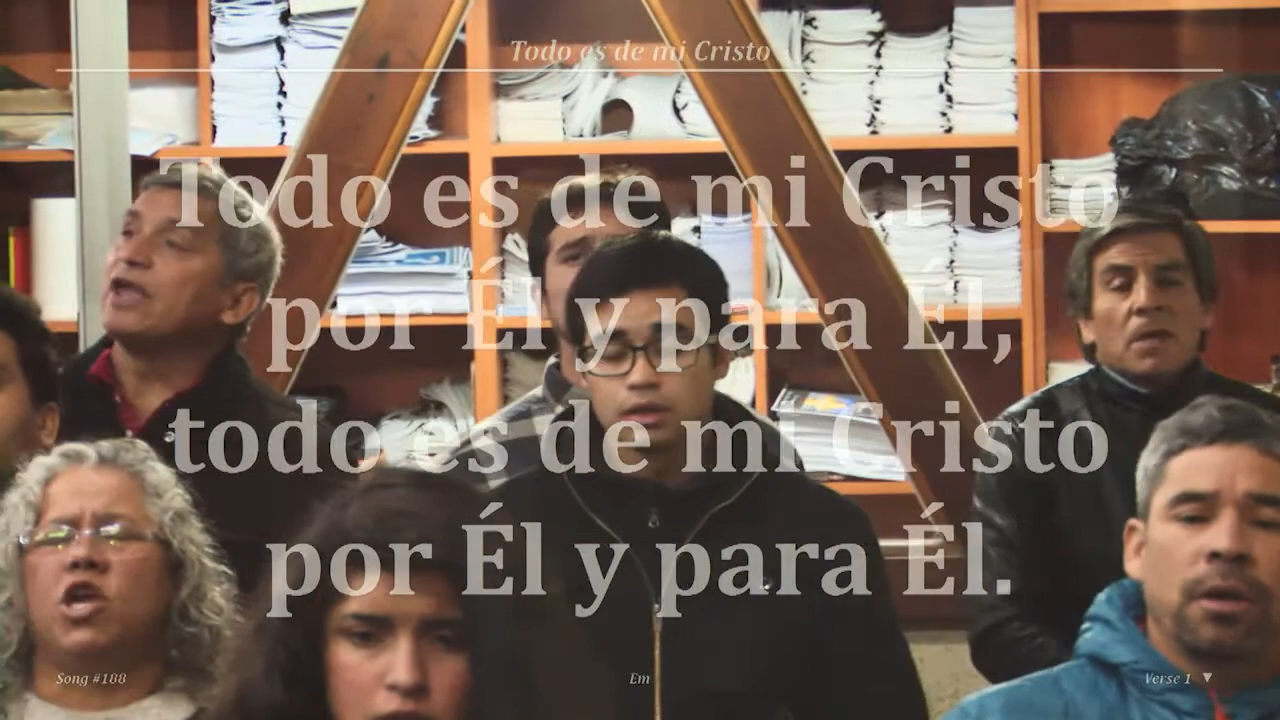 Todo es de mi Cristo
Todo es de mi Cristo
por Él y para Él,
todo es de mi Cristo
por Él y para Él.
Song #188
Em
Verse 1 ▼